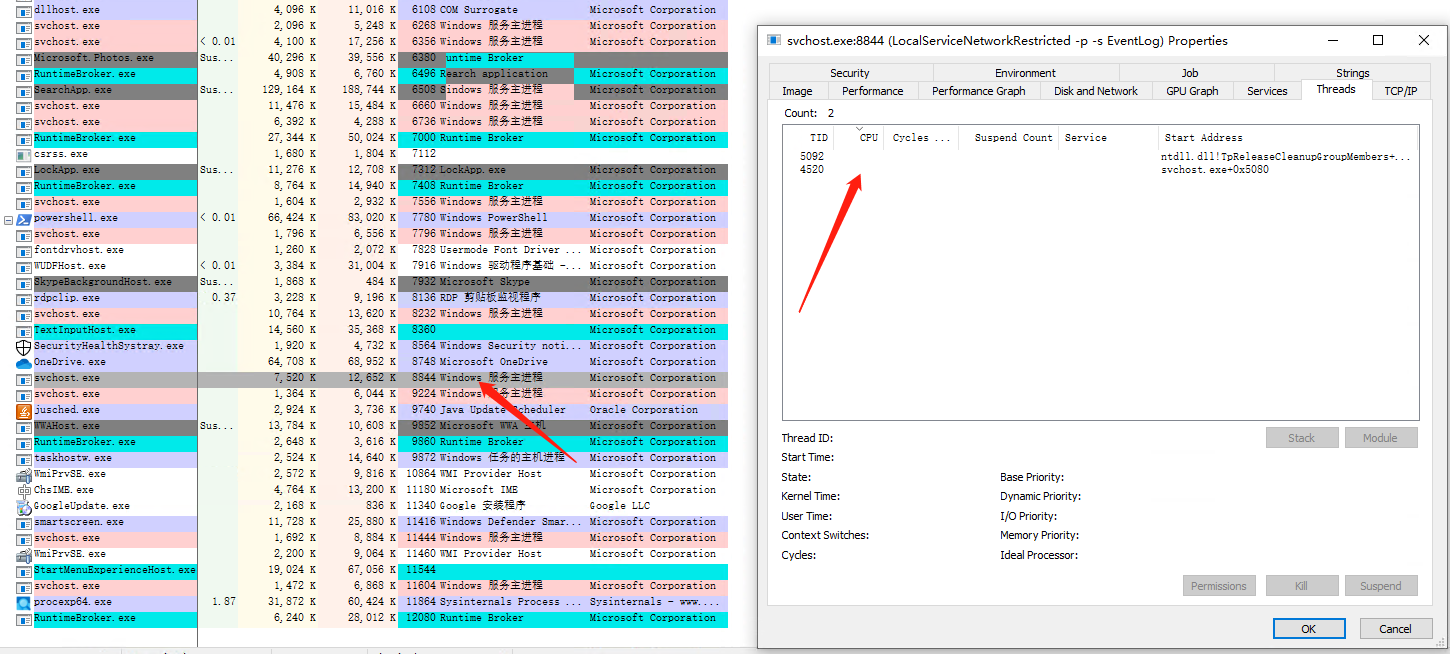 dllhost.exe 4,096 K 11,016 K 6108 COM Surrogate Microsoft Corporation
svchost.exe 2,096 K 5,248 K 6268 Windows 服务主进程 Microsoft Corporation
svchost.exe < 0.01 4,100 K 17,256 K 6356 Windows 服务主进程 Microsoft Corporation
Microsoft.Photos.exe Sus... 40,296 K 39,556 K 6380 untime Broker
RuntimeBroker.exe 4,908 K 6,760 K 6496 Rearch application Microsoft Corporation
SearchApp.exe Sus... 129,164 K 188,744 K 6508 Sindows 服务主进程 Microsoft Corporation
svchost.exe 11,476 K 15,484 K 6660 Windows 服务主进程 Microsoft Corporation
svchost.exe 6,392 K 4,288 K 6736 Windows 服务主进程 Microsoft Corporation
RuntimeBroker.exe 27,344 K 50,024 K 7000 Runtime Broker Microsoft Corporation
csrss.exe 1,680 K 1,804 K 7112
LockApp.exe Sus... 11,276 K 12,708 K 7312 LockApp.exe Microsoft Corporation
RuntimeBroker.exe 8,764 K 14,940 K 7408 Runtime Broker Microsoft Corporation
svchost.exe 1,604 K 2,932 K 7556 Windows 服务主进程 Microsoft Corporation
powershell.exe < 0.01 66,424 K 83,020 K 7780 Windows PowerShell Microsoft Corporation
svchost.exe 1,796 K 6,556 K 7796 Windows 服务主进程 Microsoft Corporation
fontdrvhost.exe 1,260 K 2,072 K 7828 Usermode Font Driver ... Microsoft Corporation
WUDFHost.exe < 0.01 3,384 K 31,004 K 7916 Windows 驱动程序基础 -... Microsoft Corporation
SkypeBackgroundHost.exe Sus... 1,868 K 484 K 7932 Microsoft Skype Microsoft Corporation
rdpclip.exe 0.37 3,228 K 9,196 K 8136 RDP 剪贴板监视程序 Microsoft Corporation
svchost.exe 10,764 K 13,620 K 8232 Windows 服务主进程 Microsoft Corporation
TextInputHost.exe 14,560 K 35,368 K 8360 Microsoft Corporation
SecurityHealthSystray.exe 1,920 K 4,732 K 8564 Windows Security noti... Microsoft Corporation
OneDrive.exe 64,708 K 68,952 K 8748 Microsoft OneDrive Microsoft Corporation
svchost.exe 7,520 K 12,652 K 8844 Windows 服务主进程 Microsoft Corporation
svchost.exe 1,364 K 6,044 K 9224 Windows 服务主进程 Microsoft Corporation
jusched.exe 2,924 K 3,736 K 9740 Java Update Scheduler Oracle Corporation
WWAHost.exe Sus... 13,784 K 10,608 K 9852 Microsoft WWA 主机 Microsoft Corporation
RuntimeBroker.exe 2,648 K 3,616 K 9860 Runtime Broker Microsoft Corporation
taskhostw.exe 2,524 K 14,640 K 9872 Windows 任务的主机进程 Microsoft Corporation
WmiPrvSE.exe 2,572 K 9,816 K 10864 WMI Provider Host Microsoft Corporation
ChsIME.exe 4,764 K 13,200 K 11180 Microsoft IME Microsoft Corporation
GoogleUpdate.exe 2,168 K 836 K 11340 Google 安装程序 Google LLC
smartscreen.exe 11,728 K 25,880 K 11416 Windows Defender Smar... Microsoft Corporation
svchost.exe 1,692 K 8,884 K 11444 Windows 服务主进程 Microsoft Corporation
WmiPrvSE.exe 2,200 K 9,064 K 11460 WMI Provider Host Microsoft Corporation
StartMenuExperienceHost.exe 19,024 K 67,056 K 11544 Microsoft Corporation
svchost.exe 1,472 K 6,868 K 11604 Windows 服务主进程 Microsoft Corporation
procexp64.exe 1.87 31,872 K 60,424 K 11864 Sysinternals Process ... Sysinternals - www....
RuntimeBroker.exe 6,240 K 28,012 K 12080 Runtime Broker Microsoft Corporation
svchost.exe:8844 (LocalServiceNetworkRestricted -p -s EventLog) Properties
Security Environment Job Strings
Image Performance Performance Graph Disk and Network GPU Graph Services Threads TCP/IP
Count: 2
TID CPU Cycles ... Suspend Count Service Start Address
5092 ntdll.dll!TpReleaseCleanupGroupMembers+...
4520 svchost.exe+0x5080
Thread ID: Stack Module
Start Time:
State: Base Priority:
Kernel Time: Dynamic Priority:
User Time: I/O Priority:
Context Switches: Memory Priority:
Cycles: Ideal Processor:
Permissions Kill Suspend
OK Cancel